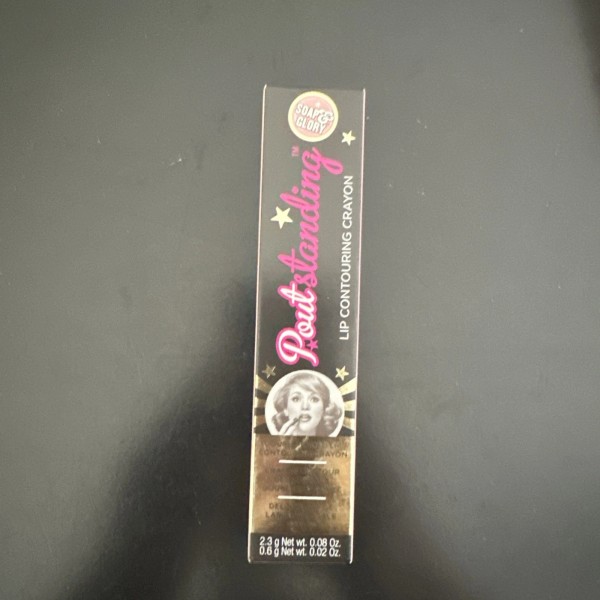 SOAP &
GLORY
Poutstanding™
LIP CONTOURING CRAYON
2.3 g Net wt. 0.08 Oz.
0.6 g Net wt. 0.02 Oz.